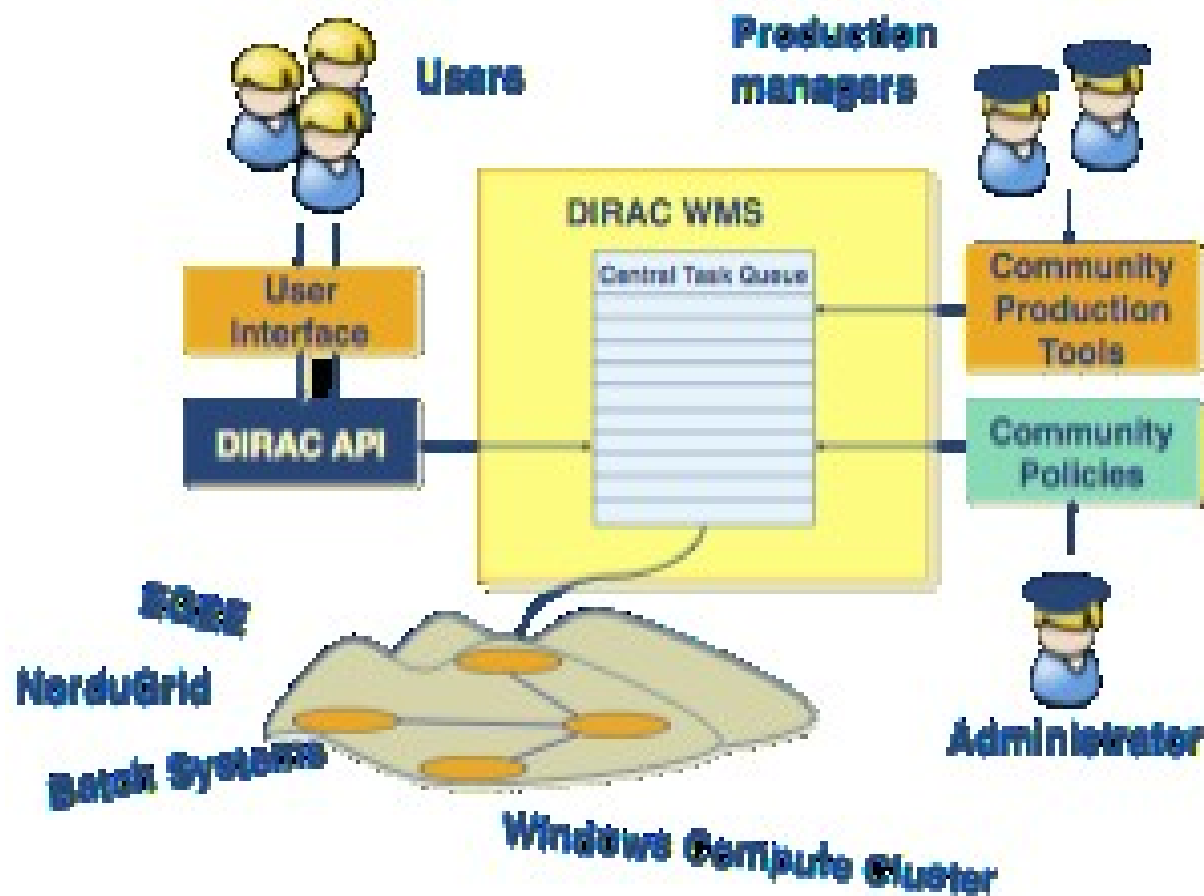 Users
Production
managers
DIRAC WMS
Central Task Queue
User
Interface
Community
Production
Tools
DIRAC API
Community
Policies
NorduGrid
Administrator
Batch Systems
Windows Compute Cluster